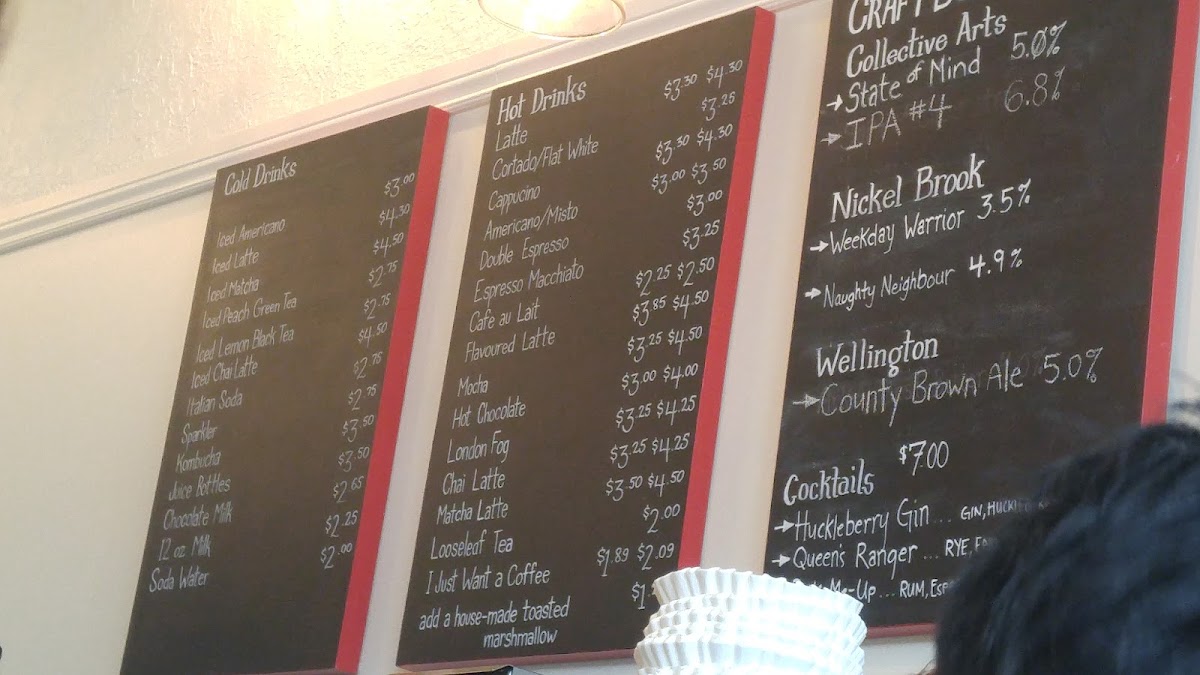 Cold Drinks
Iced Americano $3.00
Iced Latte $4.30
Iced Matcha $4.50
Iced Peach Green Tea $2.75
Iced Lemon Black Tea $2.75
Iced Chai Latte $4.50
Italian Soda $2.75
Sparkler $2.75
Kombucha $3.50
Juice Bottles $3.50
Chocolate Milk $2.65
12 oz Milk $2.25
Soda Water $2.00
Hot Drinks
Latte $3.30 $4.30
Cortado/Flat White $3.25
Cappucino $3.30 $4.30
Americano/Misto $3.00 $3.50
Double Espresso $3.00
Espresso Macchiato $3.25
Cafe au Lait $2.25 $2.50
Flavoured Latte $3.85 $4.50
Mocha $3.25 $4.50
Hot Chocolate $3.00 $4.00
London Fog $3.25 $4.25
Chai Latte $3.25 $4.25
Matcha Latte $3.50 $4.50
Looseleaf Tea $2.00
I Just Want a Coffee $1.89 $2.09
add a house-made toasted
marshmallow
CRAFT
Collective Arts
→ State of Mind 5.0%
→ IPA #4 6.8%
Nickel Brook
→ Weekday Warrior 3.5%
→ Naughty Neighbour 4.9%
Wellington
→ County Brown Ale 5.0%
Cocktails $7.00
→ Huckleberry Gin ... GIN,
→ Queen's Ranger ... RYE,
Me-Up ... RUM,